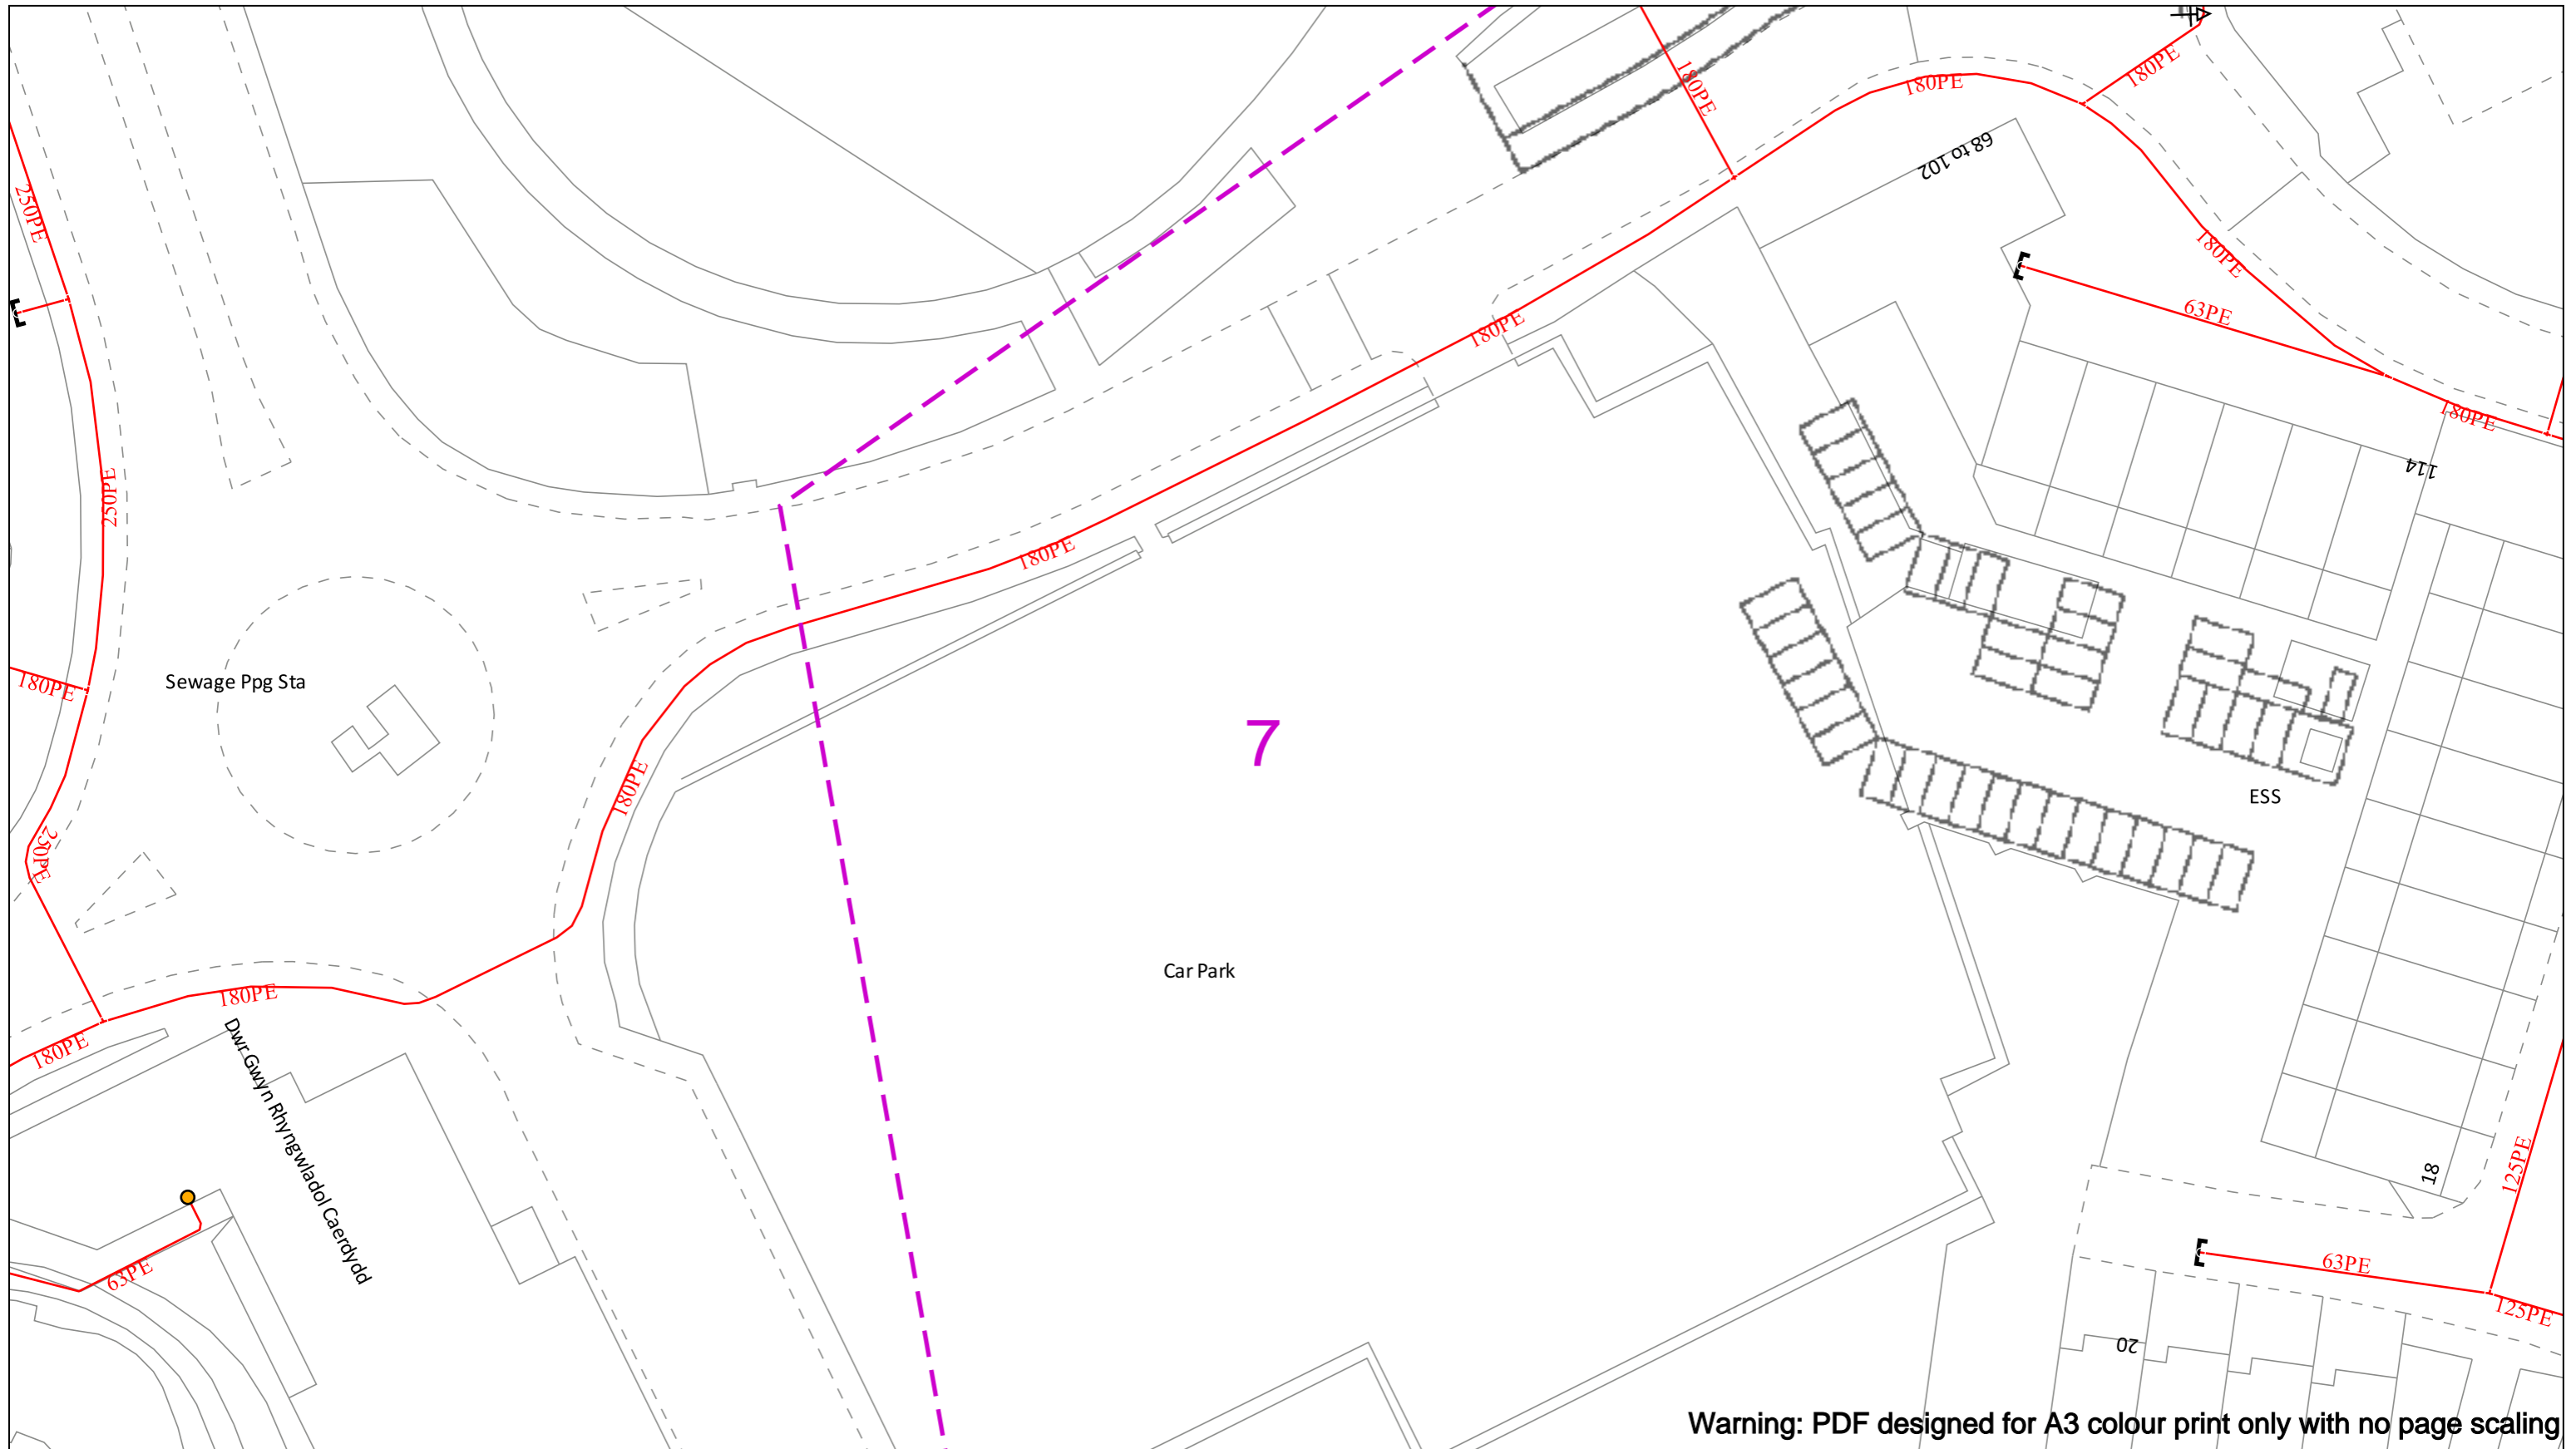 180PE
180PE
180PE
68 to 102
250PE
180PE
63PE
180PE
180PE
114
250PE
180PE
Sewage Ppg Sta
180PE
7
180PE
ESS
250PE
Car Park
180PE
180PE
Dwr Gwyn Rhyngwladol Caerdydd
18
125PE
63PE
63PE
125PE
20
Warning: PDF designed for A3 colour print only with no page scaling